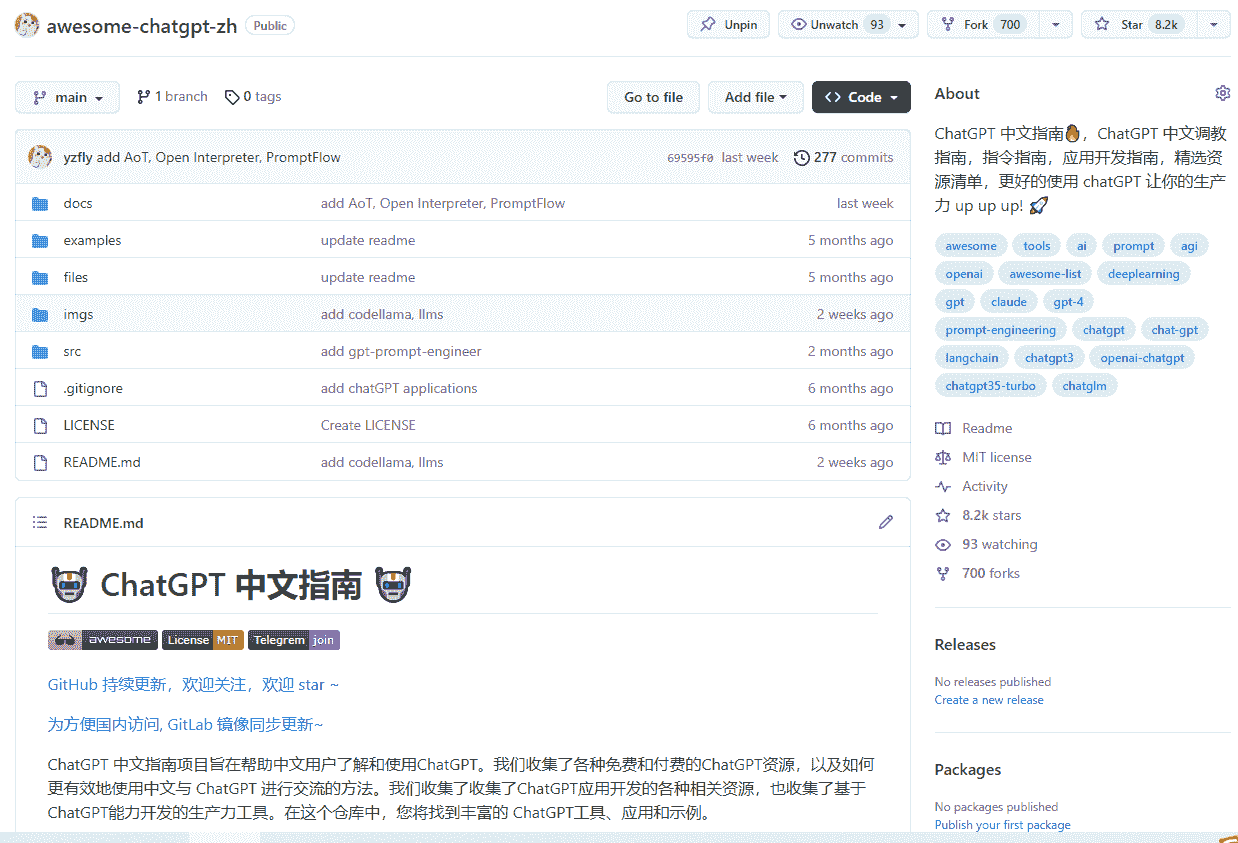 awesome-chatgpt-zh Public Unpin Unwatch 93 Fork 700 Star 8.2k
main 1 branch 0 tags Go to file Add file Code
yzfly add AoT, Open Interpreter, PromptFlow 69595f0 last week 277 commits
docs add AoT, Open Interpreter, PromptFlow last week
examples update readme 5 months ago
files update readme 5 months ago
imgs add codellama, llms 2 weeks ago
src add gpt-prompt-engineer 2 months ago
.gitignore add chatGPT applications 6 months ago
LICENSE Create LICENSE 6 months ago
README.md add codellama, llms 2 weeks ago
README.md
ChatGPT 中文指南
awesome License MIT Telegram join
GitHub 持续更新，欢迎关注，欢迎 star ~
为方便国内访问, GitLab 镜像同步更新~
ChatGPT 中文指南项目旨在帮助中文用户了解和使用ChatGPT。我们收集了各种免费和付费的ChatGPT资源，以及如何
更有效地使用中文与 ChatGPT 进行交流的方法。我们收集了收集了ChatGPT应用开发的各种相关资源，也收集了基于
ChatGPT能力开发的生产力工具。在这个仓库中，您将找到丰富的 ChatGPT工具、应用和示例。
About
ChatGPT 中文指南🔥，ChatGPT 中文调教
指南，指令指南，应用开发指南，精选资
源清单，更好的使用 chatGPT 让你的生产
力 up up up! 🚀
awesome tools ai prompt agi
openai awesome-list deeplearning
gpt claude gpt-4
prompt-engineering chatgpt chat-gpt
langchain chatgpt3 openai-chatgpt
chatgpt35-turbo chatglm
Readme
MIT license
Activity
8.2k stars
93 watching
700 forks
Releases
No releases published
Create a new release
Packages
No packages published
Publish your first package